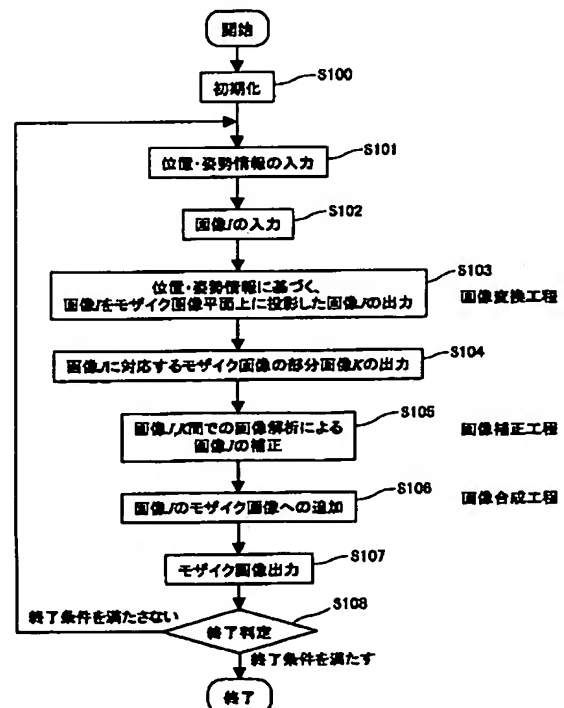 開始
初期化
S100
位置・姿勢情報の入力
S101
画像Iの入力
S102
位置・姿勢情報に基づく、
画像Iをモザイク画像平面上に投影した画像Jの出力
S103
画像変換工程
画像Jに対応するモザイク画像の部分画像Kの出力
S104
画像J,K間での画像解析による
画像Jの補正
S105
画像補正工程
画像Jのモザイク画像への追加
S106
画像合成工程
モザイク画像出力
S107
終了判定
S108
終了条件を満たさない
終了条件を満たす
終了